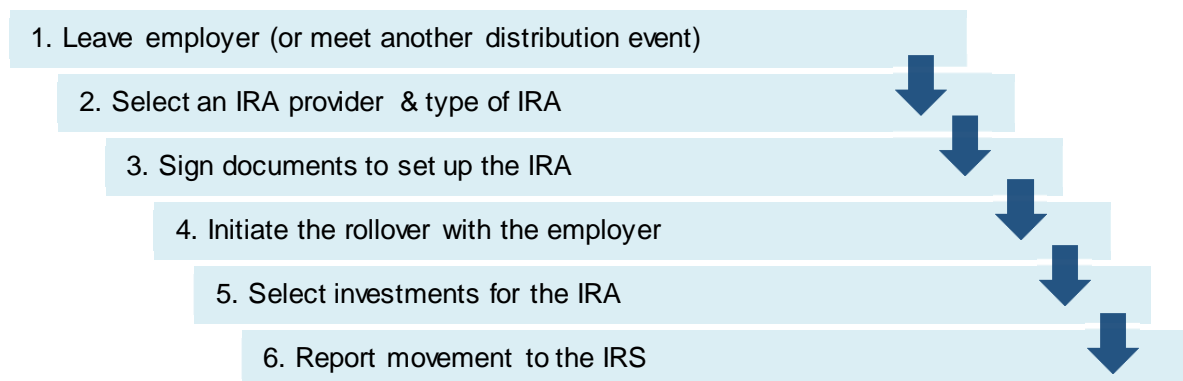 1. Leave employer (or meet another distribution event)
2. Select an IRA provider & type of IRA
3. Sign documents to set up the IRA
4. Initiate the rollover with the employer
5. Select investments for the IRA
6. Report movement to the IRS